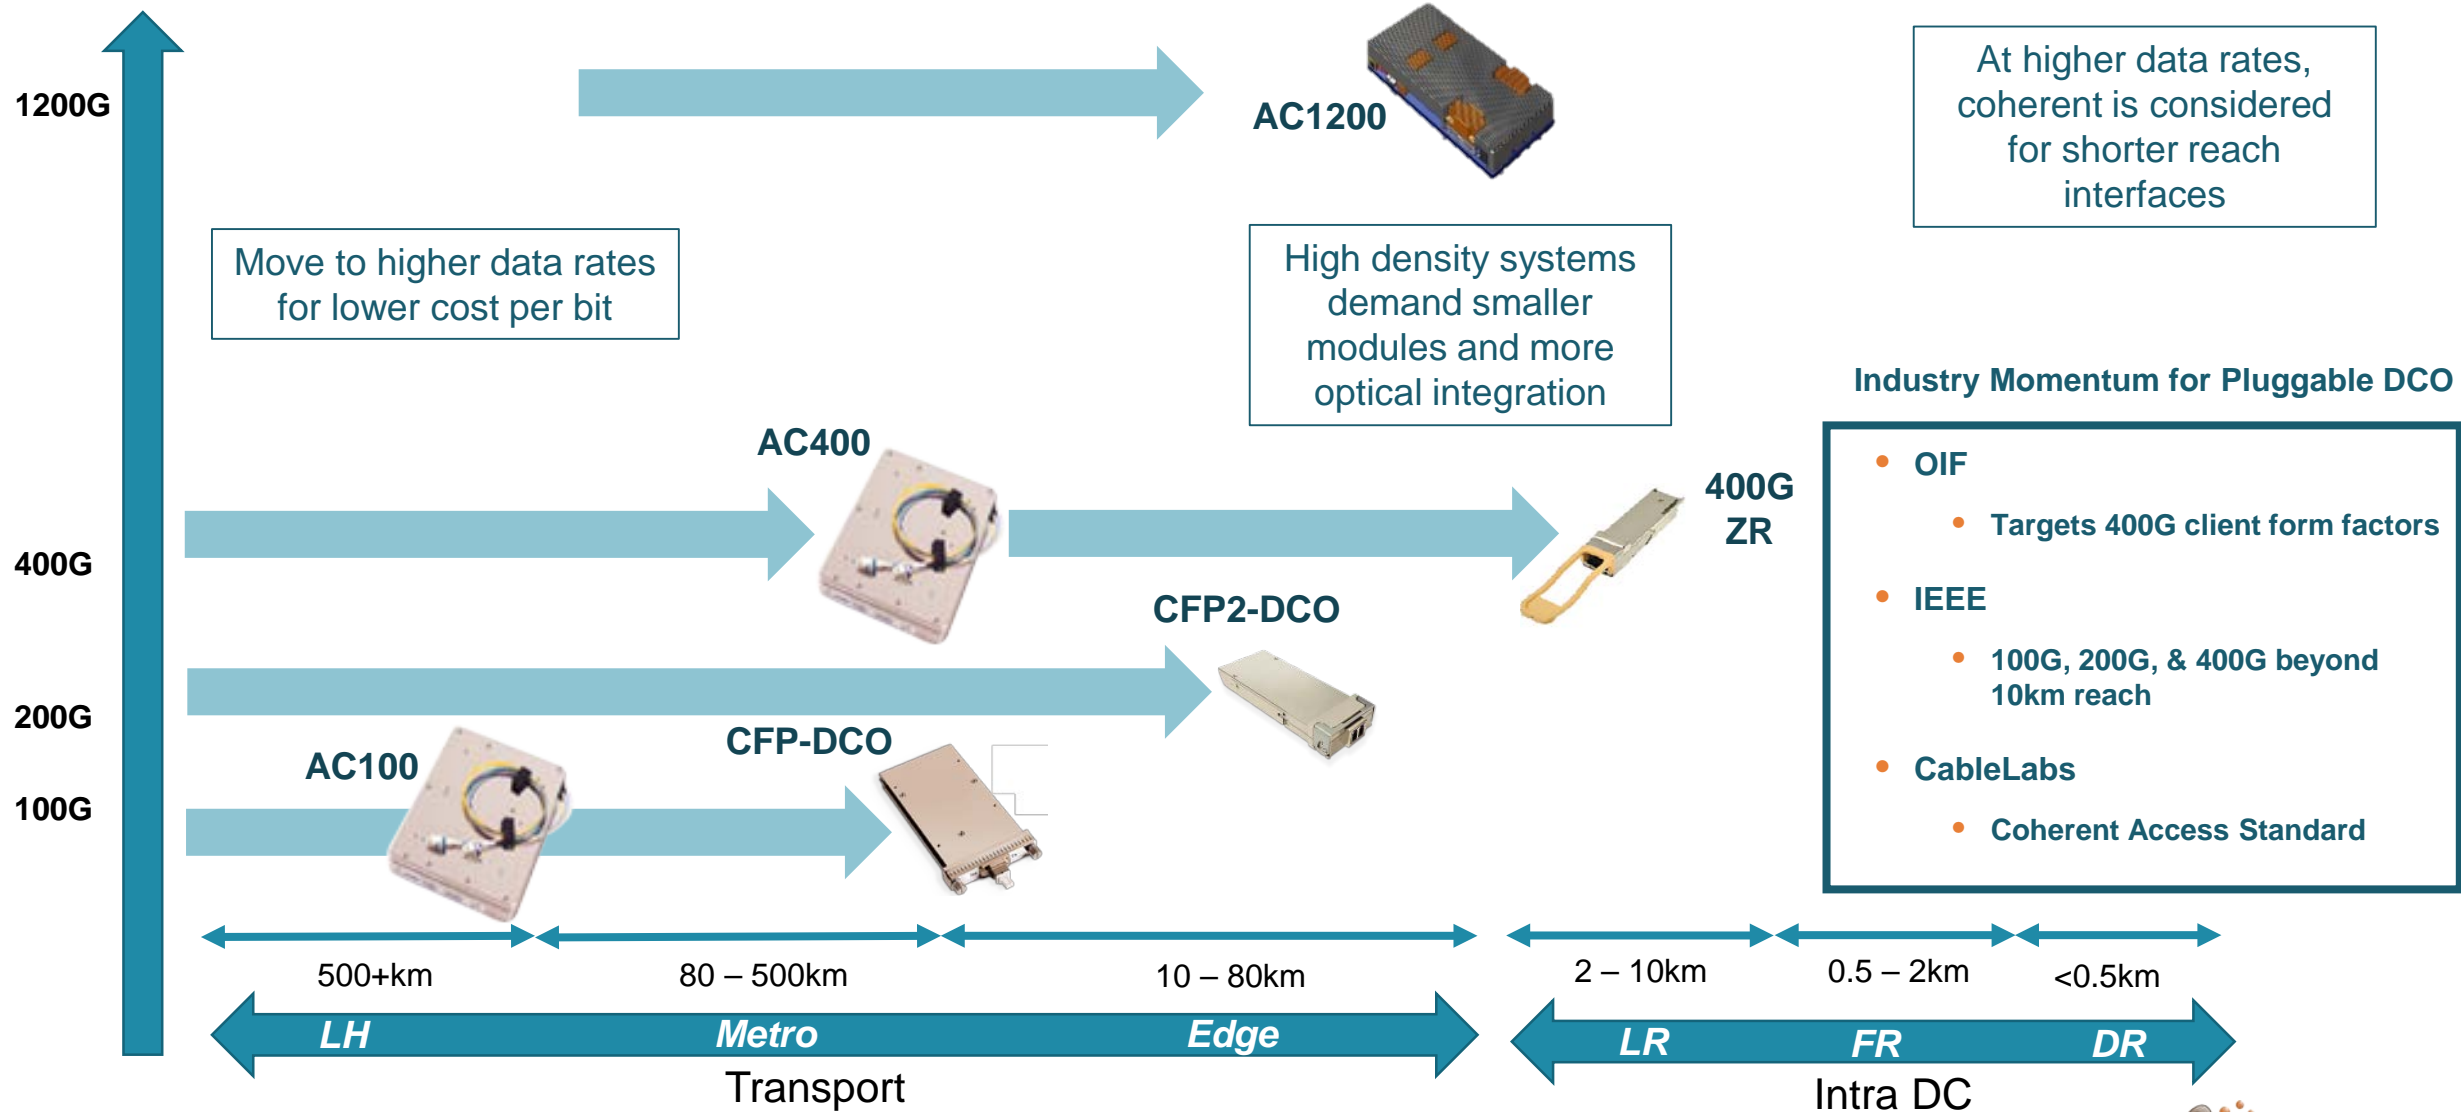 1200G
AC1200
At higher data rates,
coherent is considered
for shorter reach
interfaces
Move to higher data rates
for lower cost per bit
High density systems
demand smaller
modules and more
optical integration
Industry Momentum for Pluggable DCO
AC400
400G
ZR
400G
CFP2-DCO
200G
CFP-DCO
AC100
100G
• OIF
• Targets 400G client form factors
• IEEE
• 100G, 200G, & 400G beyond
10km reach
• CableLabs
• Coherent Access Standard
500+km
80 – 500km
10 – 80km
2 – 10km
0.5 – 2km
<0.5km
LH
Metro
Edge
LR
FR
DR
Transport
Intra DC